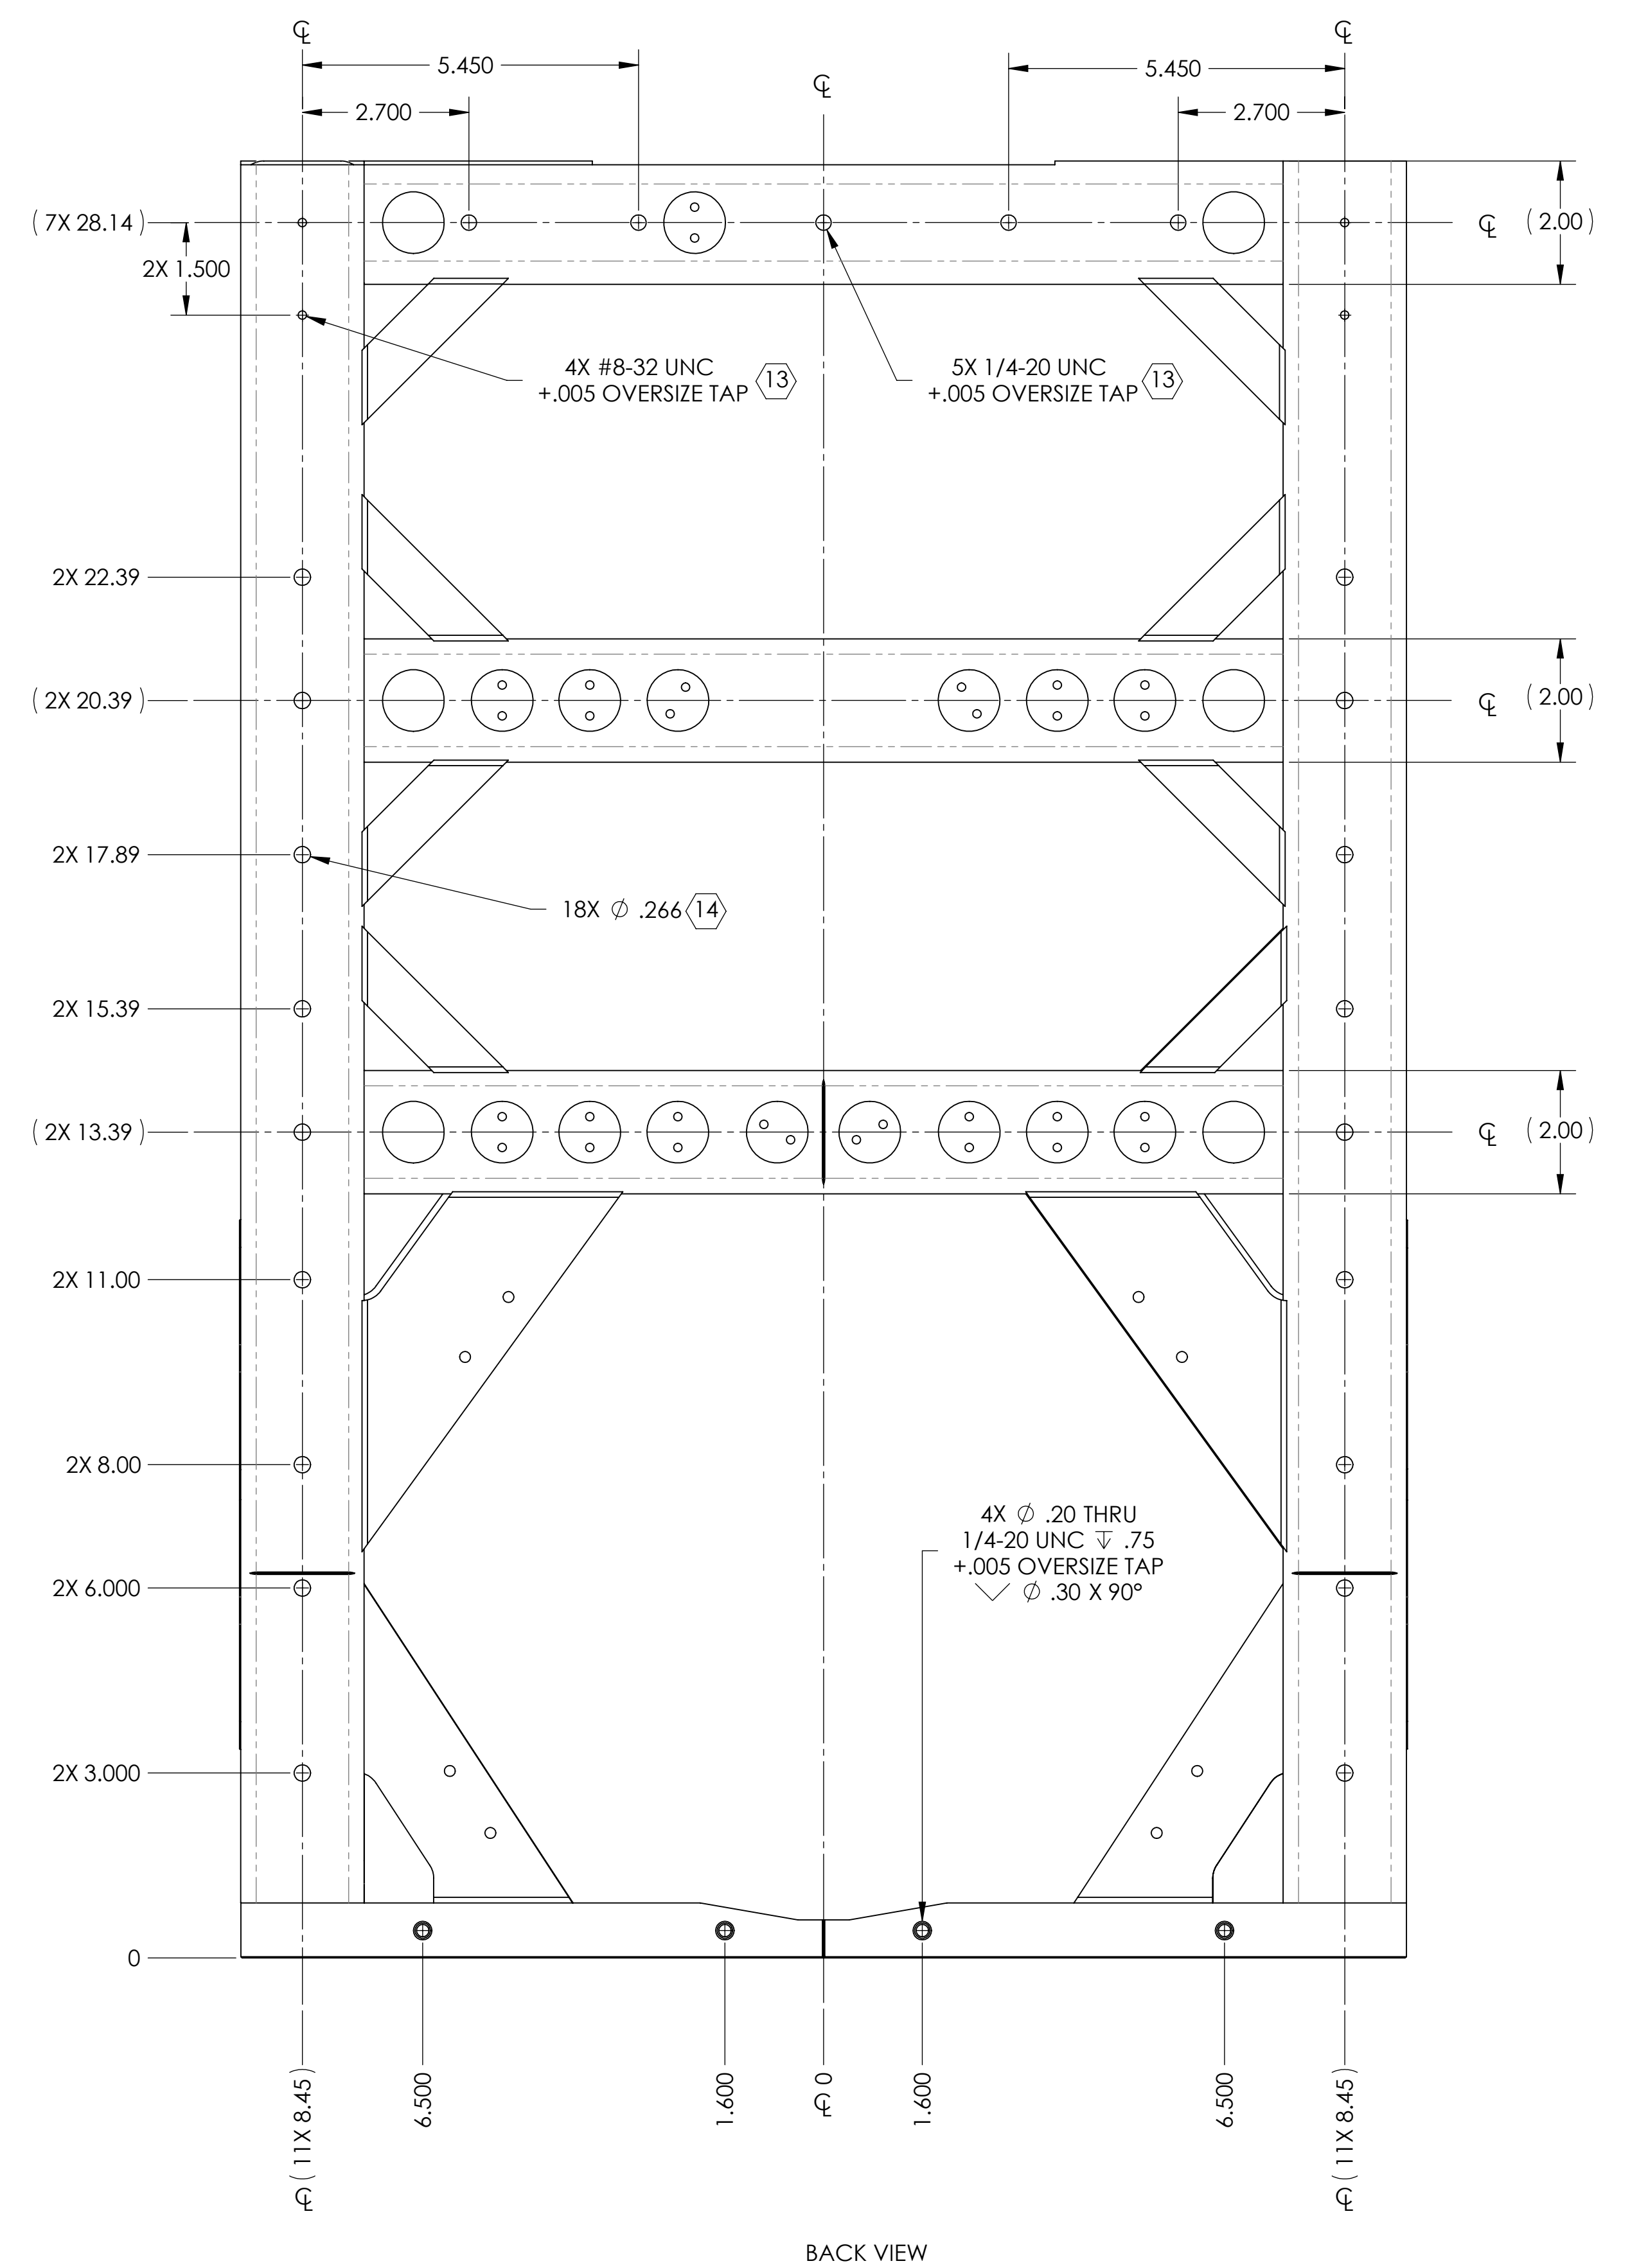 ℄
℄
5.450
5.450
℄
2.700
2.700
( 7X 28.14 )
℄
( 2.00 )
2X 1.500
4X #8-32 UNC
+.005 OVERSIZE TAP 13
5X 1/4-20 UNC
+.005 OVERSIZE TAP 13
2X 22.39
( 2X 20.39 )
℄
( 2.00 )
2X 17.89
18X ∅ .266 14
2X 15.39
( 2X 13.39 )
℄
( 2.00 )
2X 11.00
2X 8.00
4X ∅ .20 THRU
1/4-20 UNC ↧ .75
+.005 OVERSIZE TAP
⌵ ∅ .30 X 90°
2X 6.000
2X 3.000
0
℄ ( 11X 8.45 )
6.500
1.600
℄ 0
1.600
6.500
℄ ( 11X 8.45 )
BACK VIEW